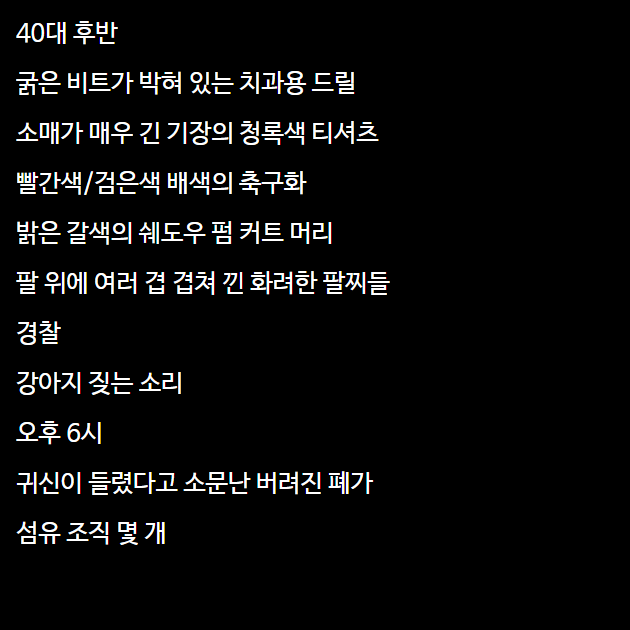 40대 후반
굵은 비트가 박혀 있는 치과용 드릴
소매가 매우 긴 기장의 청록색 티셔츠
빨간색/검은색 배색의 축구화
밝은 갈색의 쉐도우 펌 커트 머리
팔 위에 여러 겹 겹쳐 낀 화려한 팔찌들
경찰
강아지 짖는 소리
오후 6시
귀신이 들렸다고 소문난 버려진 폐가
섬유 조직 몇 개